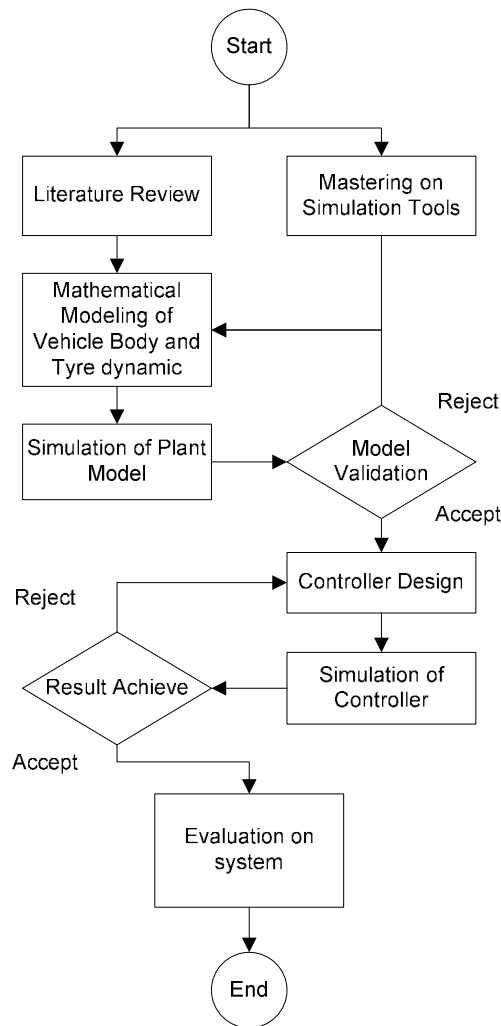 Start
Literature Review
Mastering on
Simulation Tools
Mathematical
Modeling of
Vehicle Body and
Tyre dynamic
Reject
Simulation of Plant
Model
Model
Validation
Accept
Controller Design
Reject
Result Achieve
Simulation of
Controller
Accept
Evaluation on
system
End